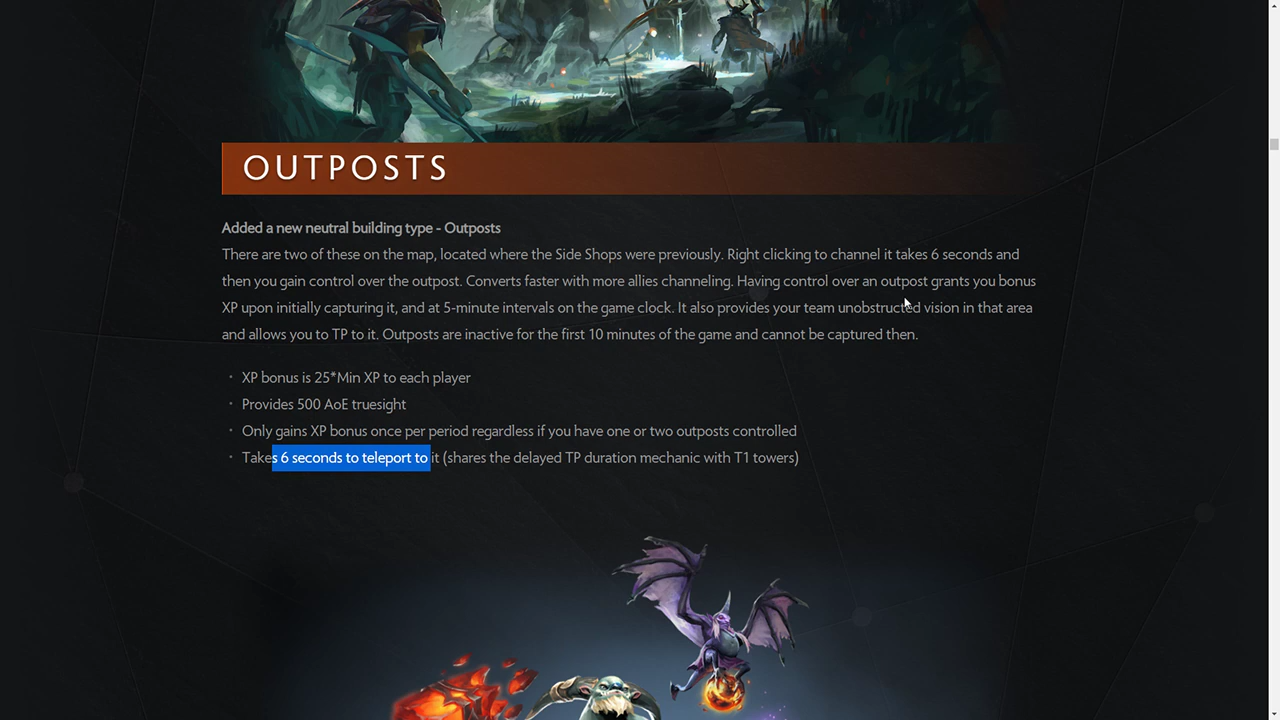 OUTPOSTS
Added a new neutral building type - Outposts
There are two of these on the map, located where the Side Shops were previously. Right clicking to channel it takes 6 seconds and
then you gain control over the outpost. Converts faster with more allies channeling. Having control over an outpost grants you bonus
XP upon initially capturing it, and at 5-minute intervals on the game clock. It also provides your team unobstructed vision in that area
and allows you to TP to it. Outposts are inactive for the first 10 minutes of the game and cannot be captured then.
• XP bonus is 25*Min XP to each player
• Provides 500 AoE truesight
• Only gains XP bonus once per period regardless if you have one or two outposts controlled
• Takes 6 seconds to teleport to it (shares the delayed TP duration mechanic with T1 towers)